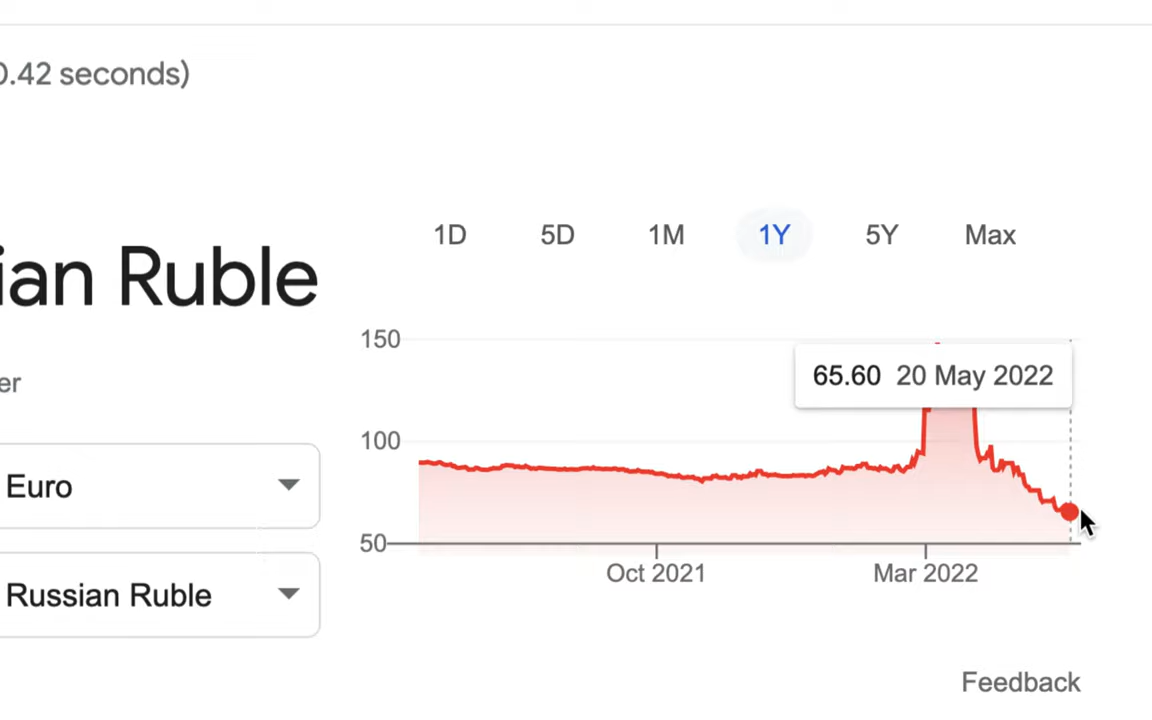 0.42 seconds)
1D 5D 1M 1Y 5Y Max
ian Ruble
150
65.60 20 May 2022
er
100
Euro
50
Oct 2021 Mar 2022
Russian Ruble
Feedback